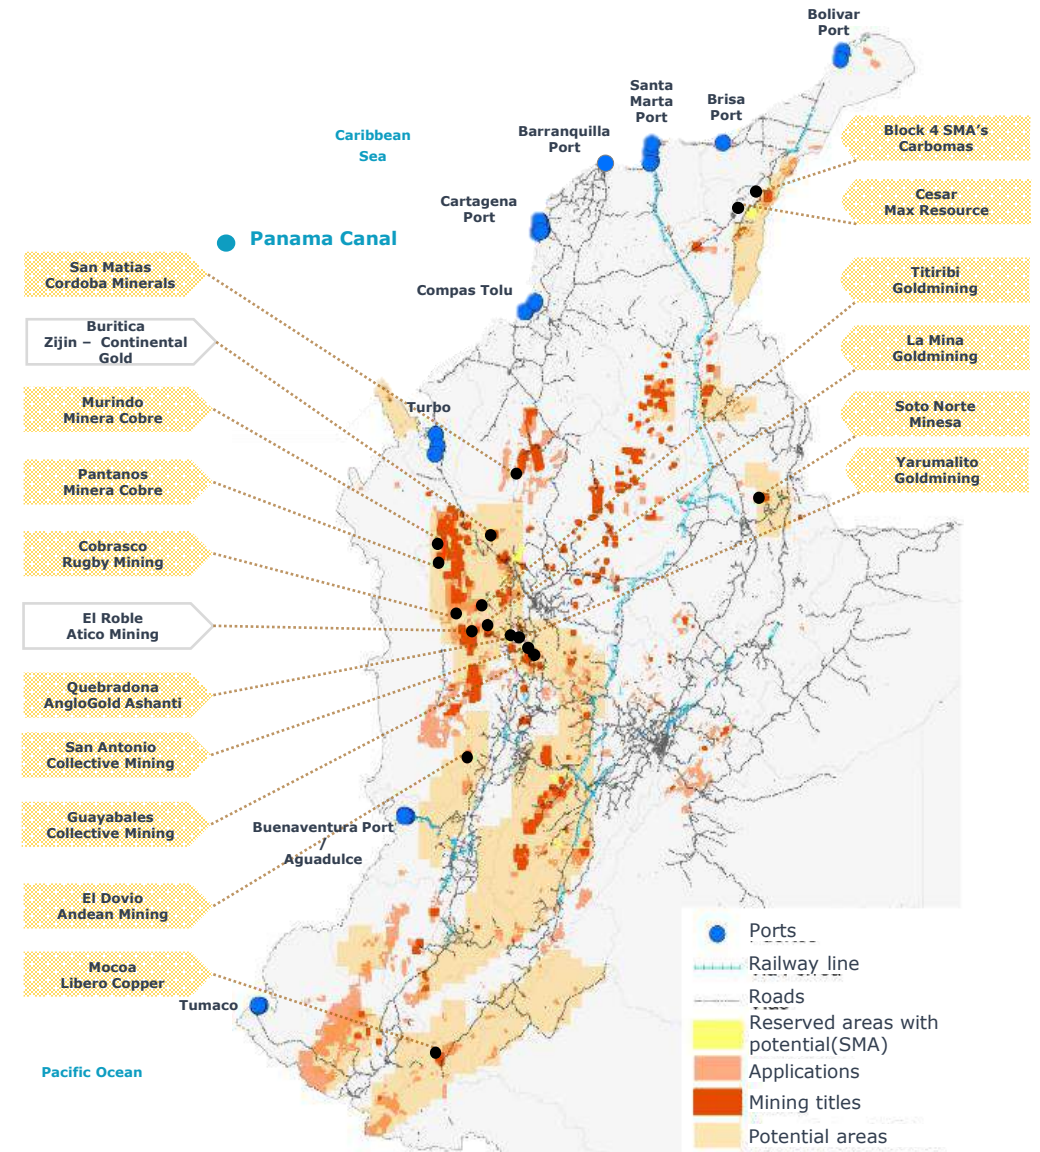 Bolivar
Port
Santa
Marta
Port
Brisa
Port
Barranquilla
Port
Caribbean
Sea
Cartagena
Port
Panama Canal
Compas Tolu
Turbo
Buenaventura Port
/
Aguadulce
Tumaco
Pacific Ocean
San Matias
Cordoba Minerals
Buritica
Zijin – Continental
Gold
Murindo
Minera Cobre
Pantanos
Minera Cobre
Cobrasco
Rugby Mining
El Roble
Atico Mining
Quebradona
AngloGold Ashanti
San Antonio
Collective Mining
Guayabales
Collective Mining
El Dovio
Andean Mining
Mocoa
Libero Copper
Block 4 SMA’s
Carbomas
Cesar
Max Resource
Titiribi
Goldmining
La Mina
Goldmining
Soto Norte
Minesa
Yarumalito
Goldmining
Ports
Railway line
Roads
Reserved areas with
potential(SMA)
Applications
Mining titles
Potential areas